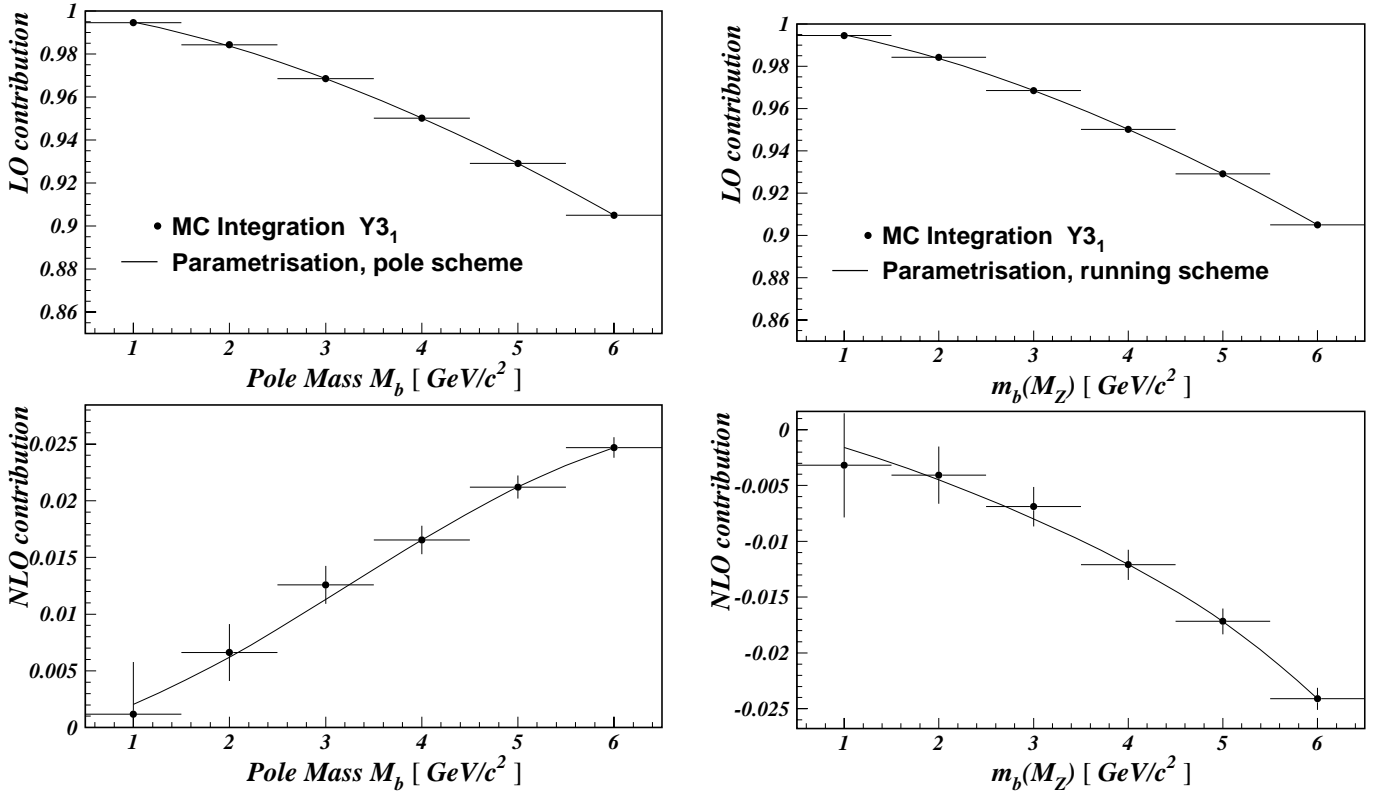 LO contribution
1
0.98
0.96
0.94
0.92
0.9
0.88
0.86
• MC Integration Y3₁
— Parametrisation, pole scheme
1 2 3 4 5 6
Pole Mass M_b [ GeV/c² ]
LO contribution
1
0.98
0.96
0.94
0.92
0.9
0.88
0.86
• MC Integration Y3₁
— Parametrisation, running scheme
1 2 3 4 5 6
m_b(M_Z) [ GeV/c² ]
NLO contribution
0.025
0.02
0.015
0.01
0.005
0
1 2 3 4 5 6
Pole Mass M_b [ GeV/c² ]
NLO contribution
0
-0.005
-0.01
-0.015
-0.02
-0.025
1 2 3 4 5 6
m_b(M_Z) [ GeV/c² ]